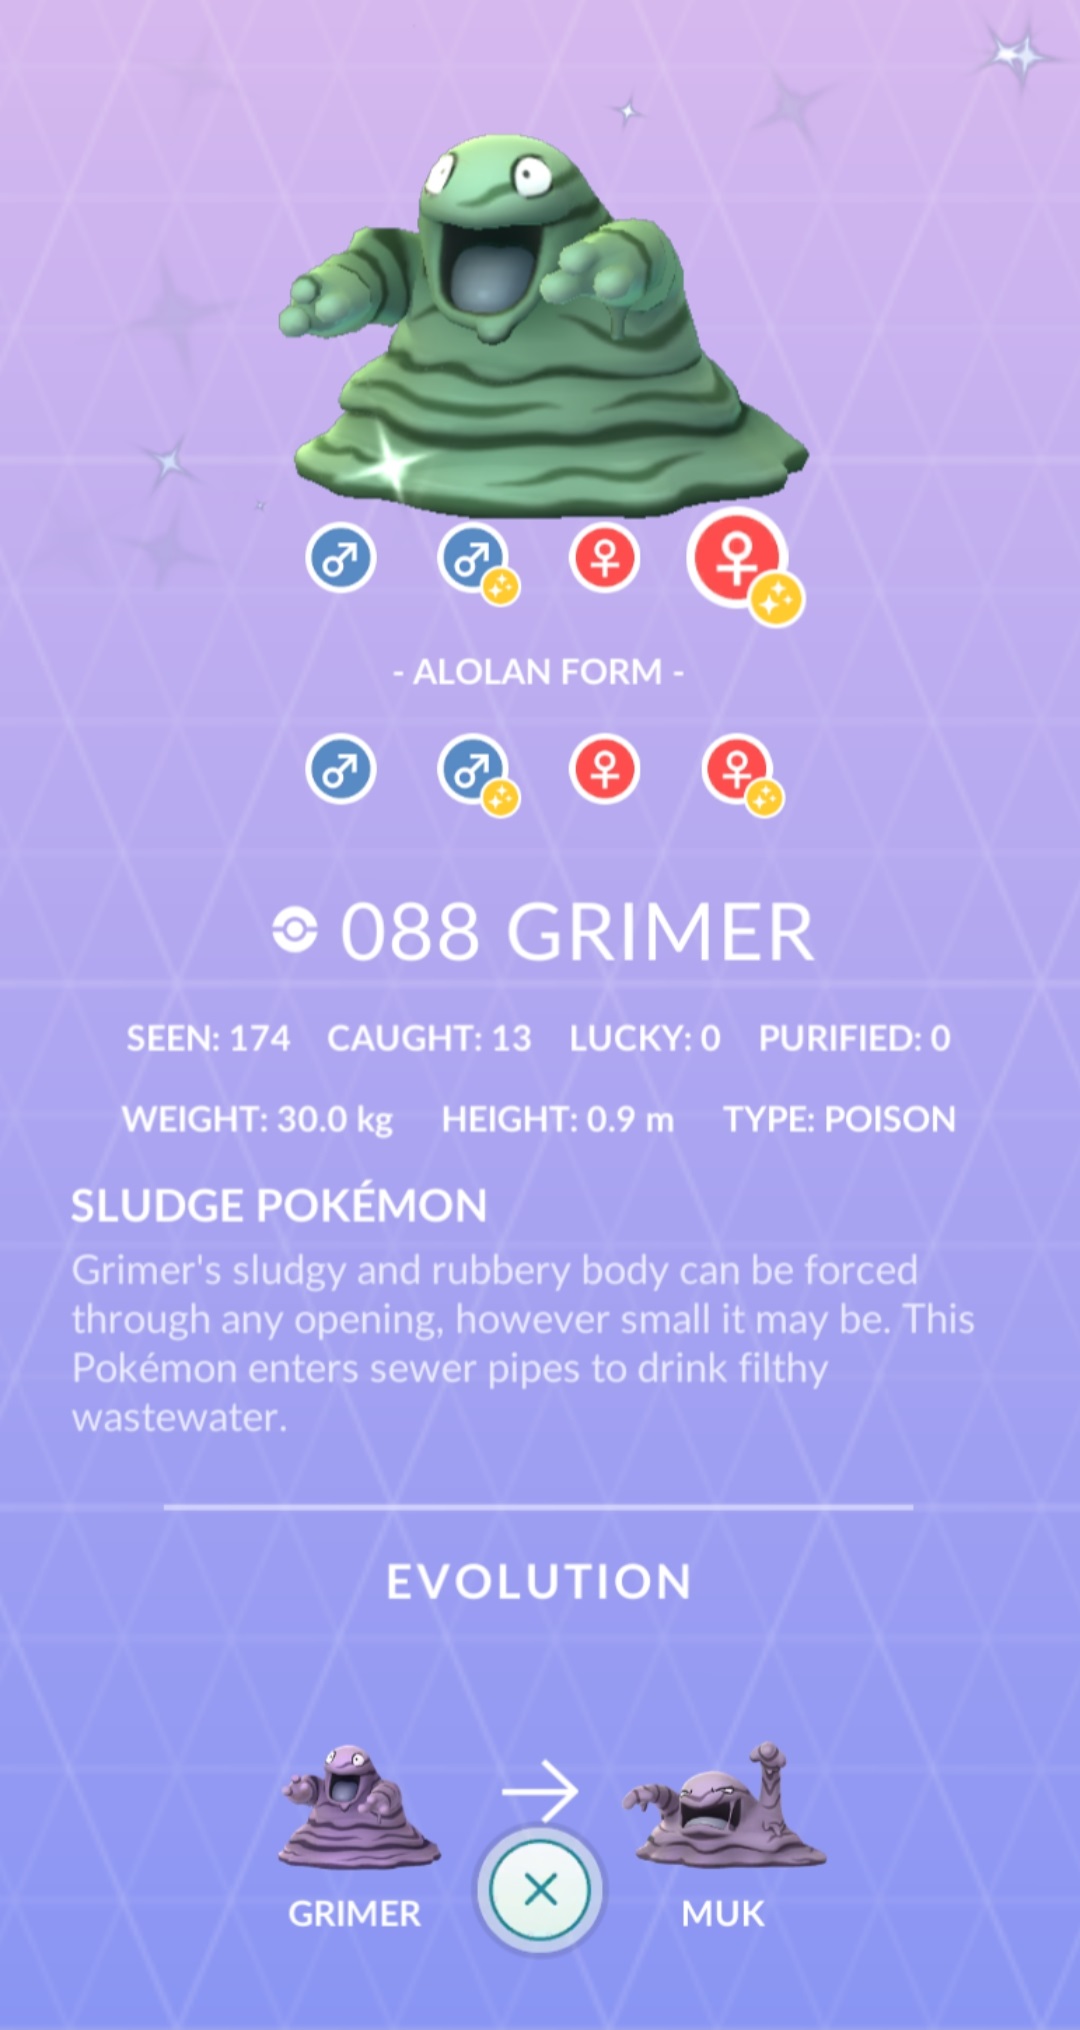 - ALOLAN FORM -
088 GRIMER
SEEN: 174 CAUGHT: 13 LUCKY: 0 PURIFIED: 0
WEIGHT: 30.0 kg HEIGHT: 0.9 m TYPE: POISON
SLUDGE POKÉMON
Grimer's sludgy and rubbery body can be forced
through any opening, however small it may be. This
Pokémon enters sewer pipes to drink filthy
wastewater.
EVOLUTION
GRIMER MUK